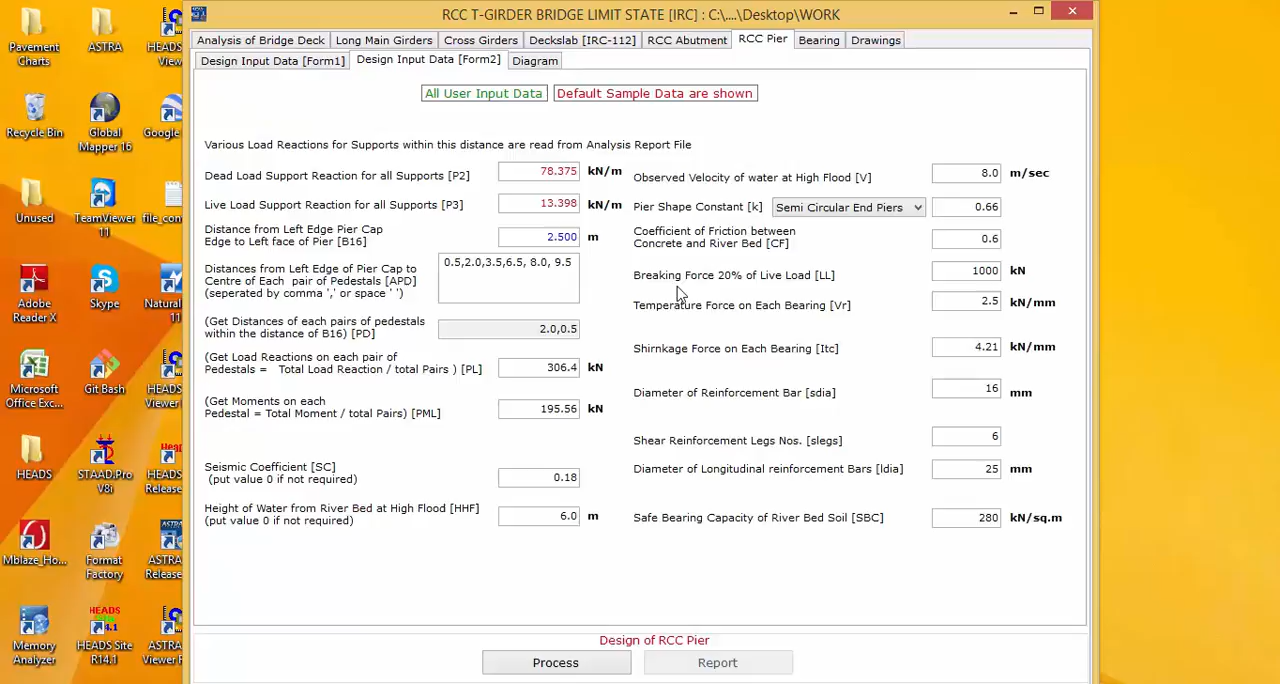 RCC T-GIRDER BRIDGE LIMIT STATE [IRC] : C:\....\Desktop\WORK
Analysis of Bridge Deck
Long Main Girders
Cross Girders
Deckslab [IRC-112]
RCC Abutment
RCC Pier
Bearing
Drawings
Design Input Data [Form1]
Design Input Data [Form2]
Diagram
All User Input Data
Default Sample Data are shown
Various Load Reactions for Supports within this distance are read from Analysis Report File
Dead Load Support Reaction for all Supports [P2]
78.375 kN/m
Live Load Support Reaction for all Supports [P3]
13.398 kN/m
Distance from Left Edge Pier Cap
Edge to Left face of Pier [B16]
2.500 m
Distances from Left Edge of Pier Cap to
Centre of Each pair of Pedestals [APD]
(seperated by comma ',' or space ' ')
0.5,2.0,3.5,6.5, 8.0, 9.5
(Get Distances of each pairs of pedestals
within the distance of B16) [PD]
2.0,0.5
(Get Load Reactions on each pair of
Pedestals = Total Load Reaction / total Pairs ) [PL]
306.4 kN
(Get Moments on each
Pedestal = Total Moment / total Pairs) [PML]
195.56 kN
Seismic Coefficient [SC]
(put value 0 if not required)
0.18
Height of Water from River Bed at High Flood [HHF]
(put value 0 if not required)
6.0 m
Observed Velocity of water at High Flood [V]
8.0 m/sec
Pier Shape Constant [k]
Semi Circular End Piers
0.66
Coefficient of Friction between
Concrete and River Bed [CF]
0.6
Breaking Force 20% of Live Load [LL]
1000 kN
Temperature Force on Each Bearing [Vr]
2.5 kN/mm
Shirnkage Force on Each Bearing [Itc]
4.21 kN/mm
Diameter of Reinforcement Bar [sdia]
16 mm
Shear Reinforcement Legs Nos. [slegs]
6
Diameter of Longitudinal reinforcement Bars [ldia]
25 mm
Safe Bearing Capacity of River Bed Soil [SBC]
280 kN/sq.m
Design of RCC Pier
Process
Report
Pavement
Charts
ASTRA
HEADS
View
Recycle Bin
Global
Mapper 16
Google
Unused
TeamViewer
11
file_con
Adobe
Reader X
Skype
Natural
11
Microsoft
Office Exc...
Git Bash
HEADS
Viewer
HEADS
STAAD.Pro
V8i
HEADS
Release
Mblaze_Ho...
Format
Factory
ASTRA
Release
Memory
Analyzer
HEADS Site
R14.1
ASTRA
Viewer